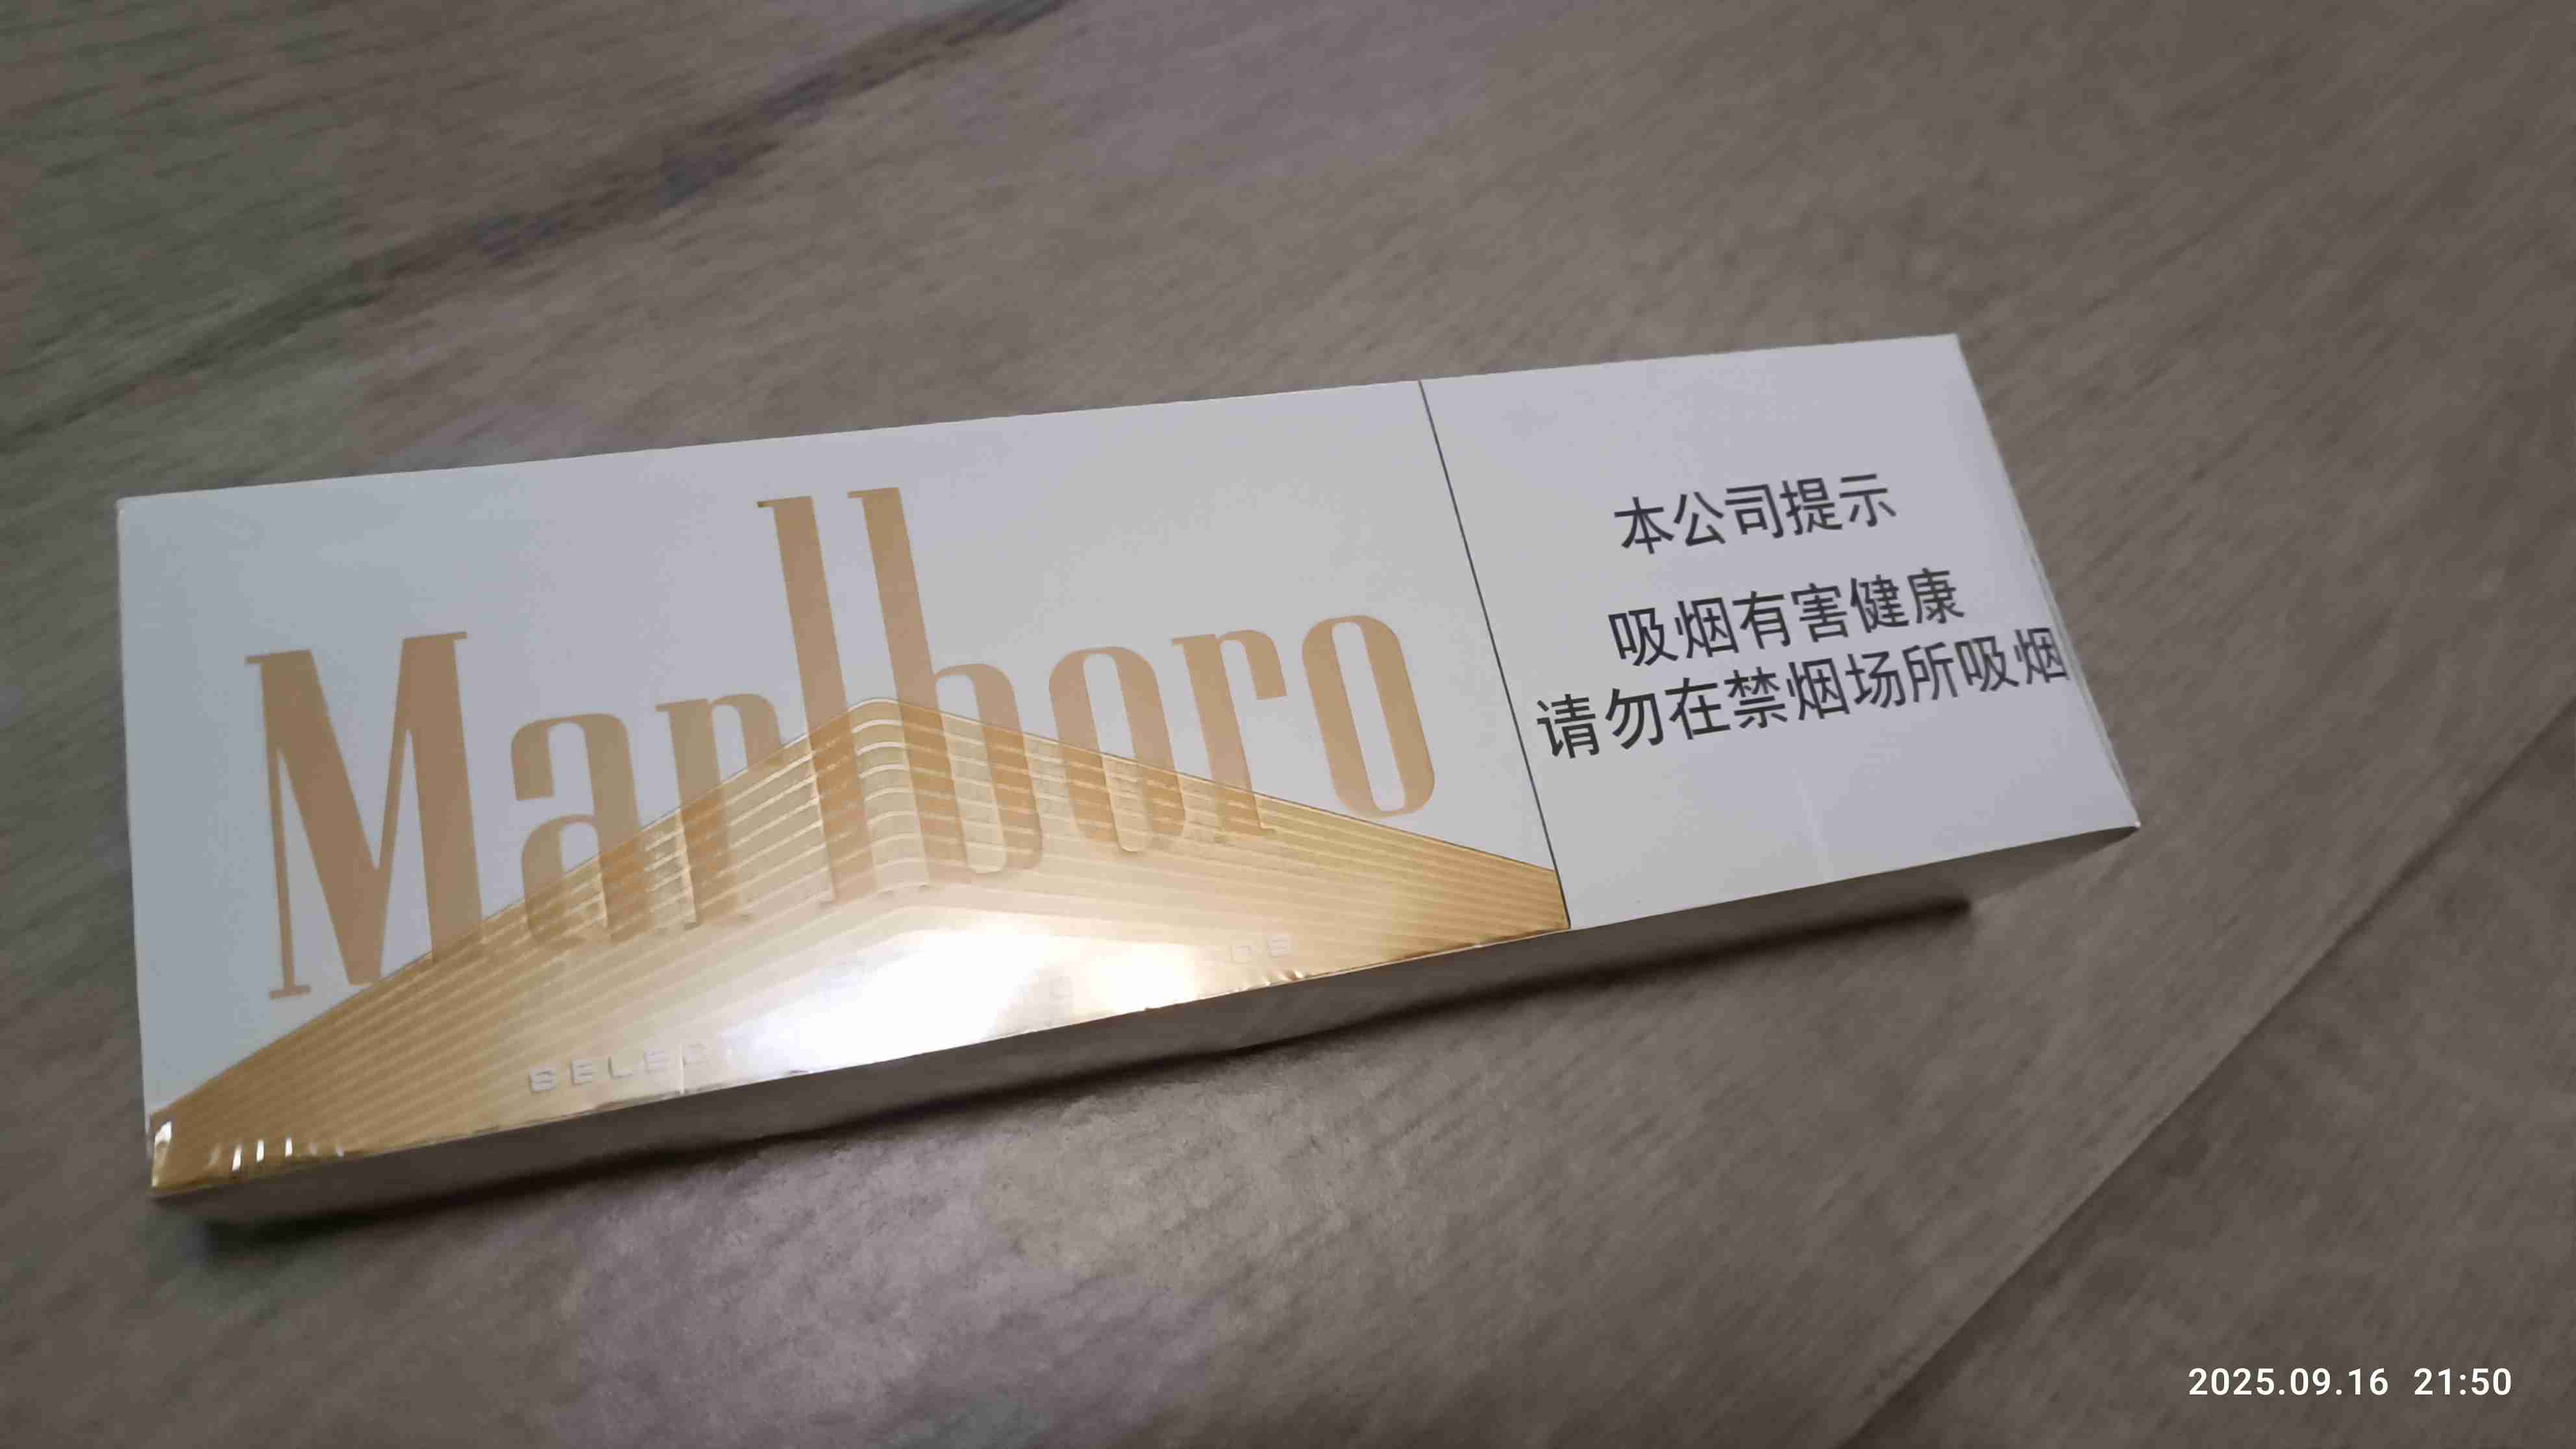 Marlboro
本公司提示
吸烟有害健康
请勿在禁烟场所吸烟
2025.09.16 21:50